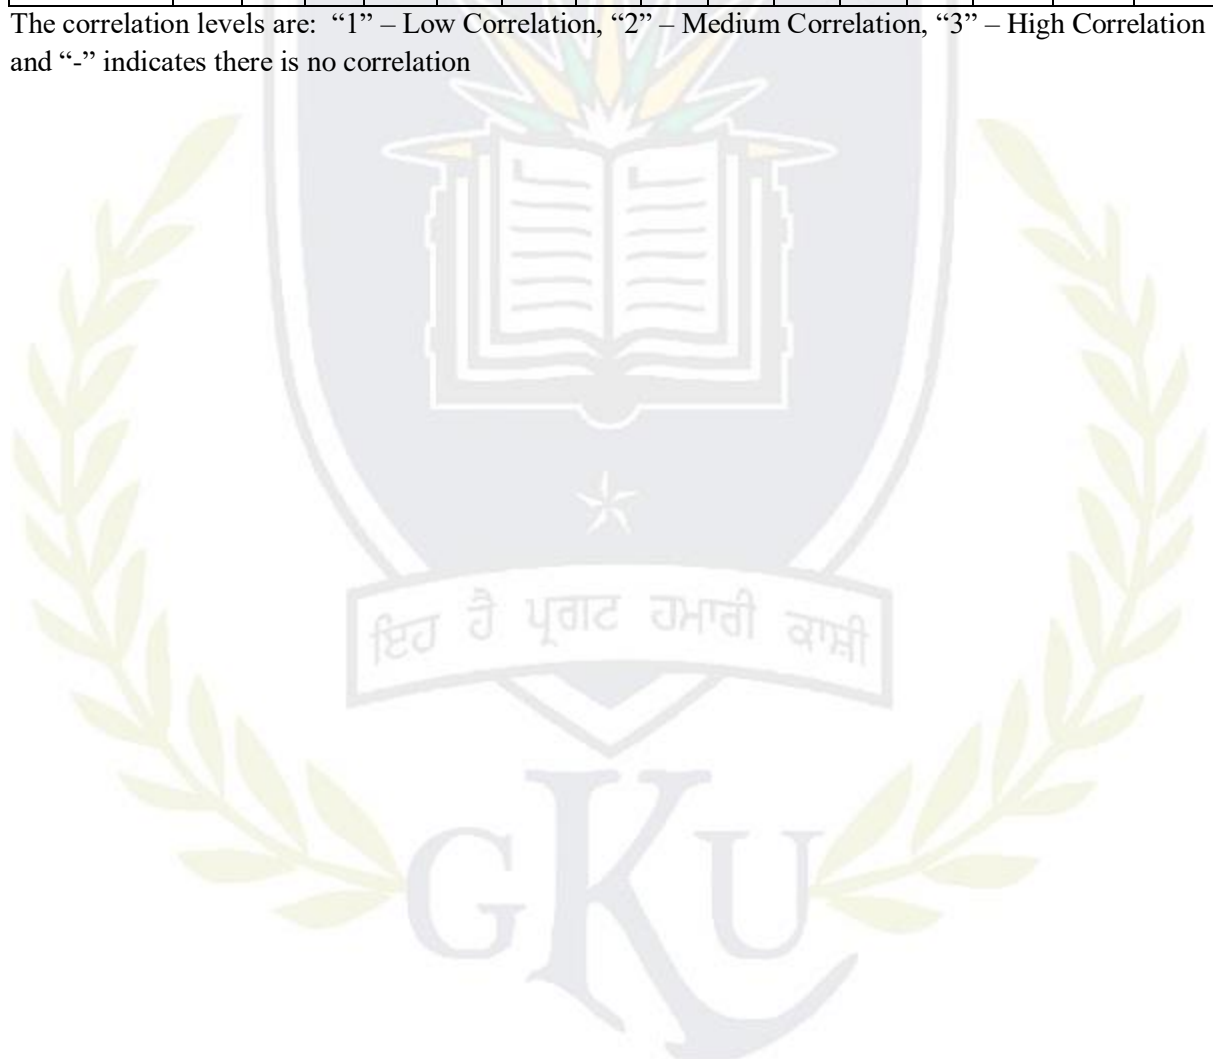 The correlation levels are: “1” – Low Correlation, “2” – Medium Correlation, “3” – High Correlation
and “-” indicates there is no correlation
ਇਹ ਹੈ ਪ੍ਰਗਟ ਹਮਾਰੀ ਕਾਸ਼ੀ
GKU